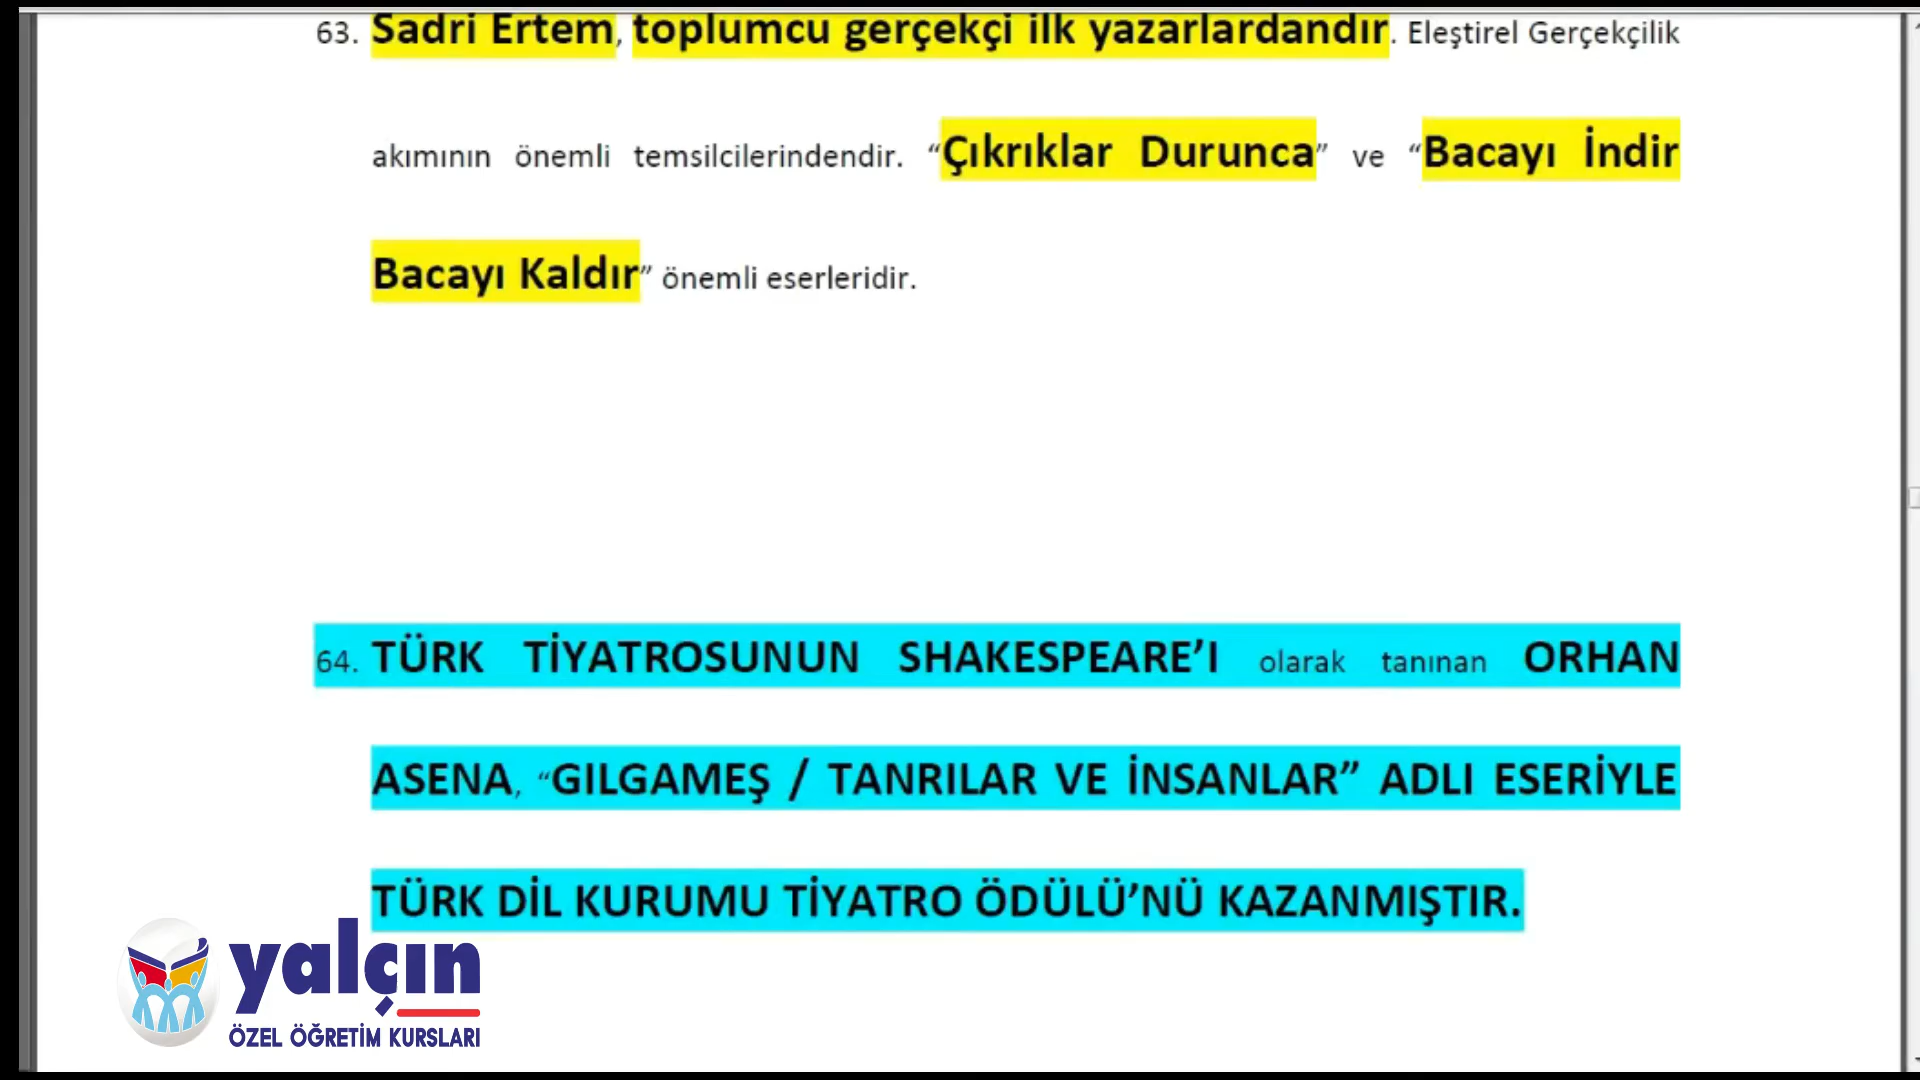 63. Sadri Ertem, toplumcu gerçekçi ilk yazarlardandır. Eleştirel Gerçekçilik
akımının önemli temsilcilerindendir. “Çıkrıklar Durunca” ve “Bacayı İndir
Bacayı Kaldır” önemli eserleridir.
64. TÜRK TİYATROSUNUN SHAKESPEARE’I olarak tanınan ORHAN
ASENA, “GILGAMEŞ / TANRILAR VE İNSANLAR” ADLI ESERİYLE
TÜRK DİL KURUMU TİYATRO ÖDÜLÜ’NÜ KAZANMIŞTIR.
yalçın
ÖZEL ÖĞRETİM KURSLARI